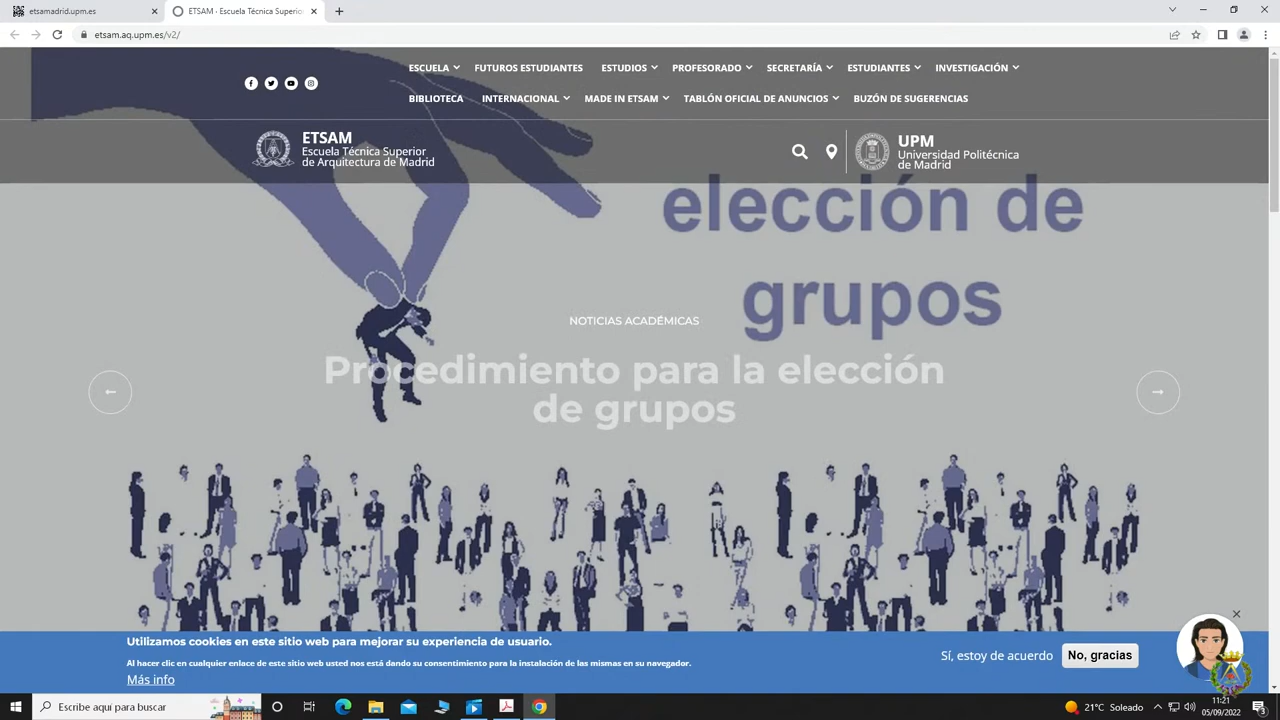 etsamadrid.upm.es
ETSAM - Escuela Técnica Superio
etsam.aq.upm.es/v2/
ESCUELA
FUTUROS ESTUDIANTES
ESTUDIOS
PROFESORADO
SECRETARÍA
ESTUDIANTES
INVESTIGACIÓN
BIBLIOTECA
INTERNACIONAL
MADE IN ETSAM
TABLÓN OFICIAL DE ANUNCIOS
BUZÓN DE SUGERENCIAS
ETSAM
Escuela Técnica Superior
de Arquitectura de Madrid
UPM
Universidad Politécnica
de Madrid
elección de
grupos
NOTICIAS ACADÉMICAS
Procedimiento para la elección
de grupos
Utilizamos cookies en este sitio web para mejorar su experiencia de usuario.
Al hacer clic en cualquier enlace de este sitio web usted nos está dando su consentimiento para la instalación de las mismas en su navegador.
Más info
Sí, estoy de acuerdo
No, gracias
Escribe aquí para buscar
21°C Soleado
11:21
05/09/2022
3